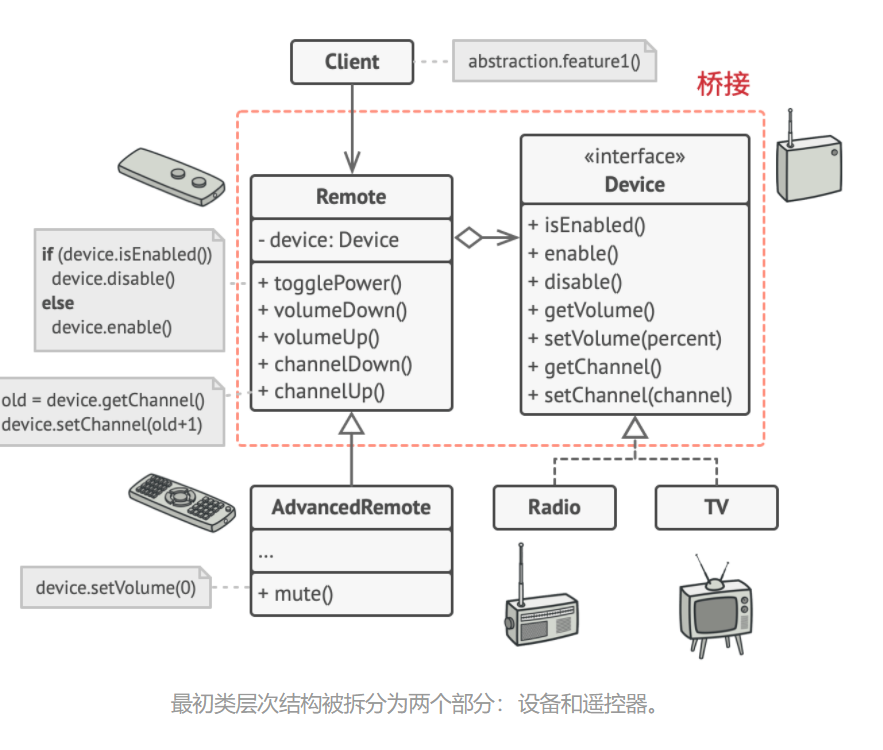 Client
abstraction.feature1()
桥接
«interface»
Device
+ isEnabled()
+ enable()
+ disable()
+ getVolume()
+ setVolume(percent)
+ getChannel()
+ setChannel(channel)
Remote
- device: Device
+ togglePower()
+ volumeDown()
+ volumeUp()
+ channelDown()
+ channelUp()
if (device.isEnabled())
device.disable()
else
device.enable()
old = device.getChannel()
device.setChannel(old+1)
AdvancedRemote
...
+ mute()
device.setVolume(0)
Radio
TV
最初类层次结构被拆分为两个部分：设备和遥控器。